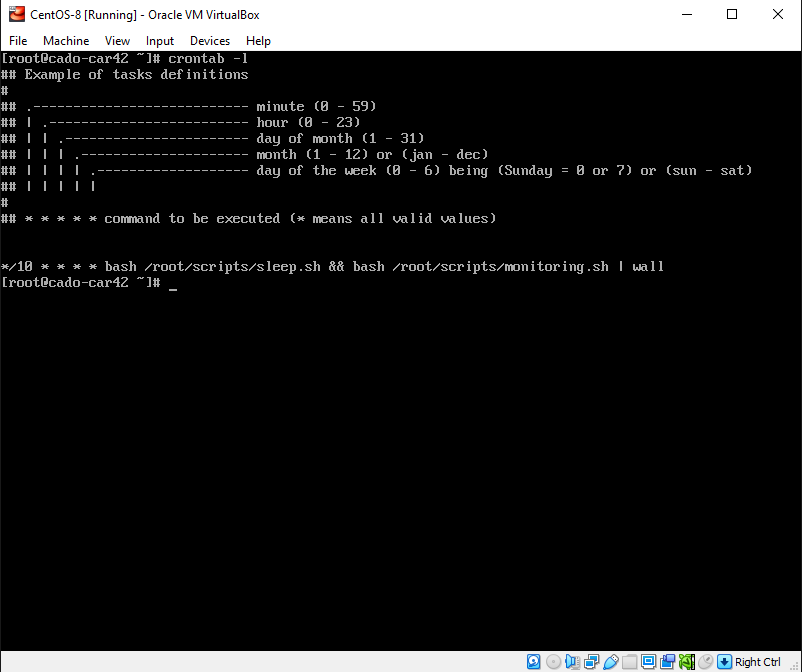 CentOS-8 [Running] - Oracle VM VirtualBox
File Machine View Input Devices Help
[root@cado-car42 ~]# crontab -l
## Example of tasks definitions
#
## .--------------------------- minute (0 - 59)
## | .------------------------- hour (0 - 23)
## | | .----------------------- day of month (1 - 31)
## | | | .--------------------- month (1 - 12) or (jan - dec)
## | | | | .------------------- day of the week (0 - 6) being (Sunday = 0 or 7) or (sun - sat)
## | | | | |
#
## * * * * * command to be executed (* means all valid values)
*/10 * * * * bash /root/scripts/sleep.sh && bash /root/scripts/monitoring.sh | wall
[root@cado-car42 ~]# _
Right Ctrl